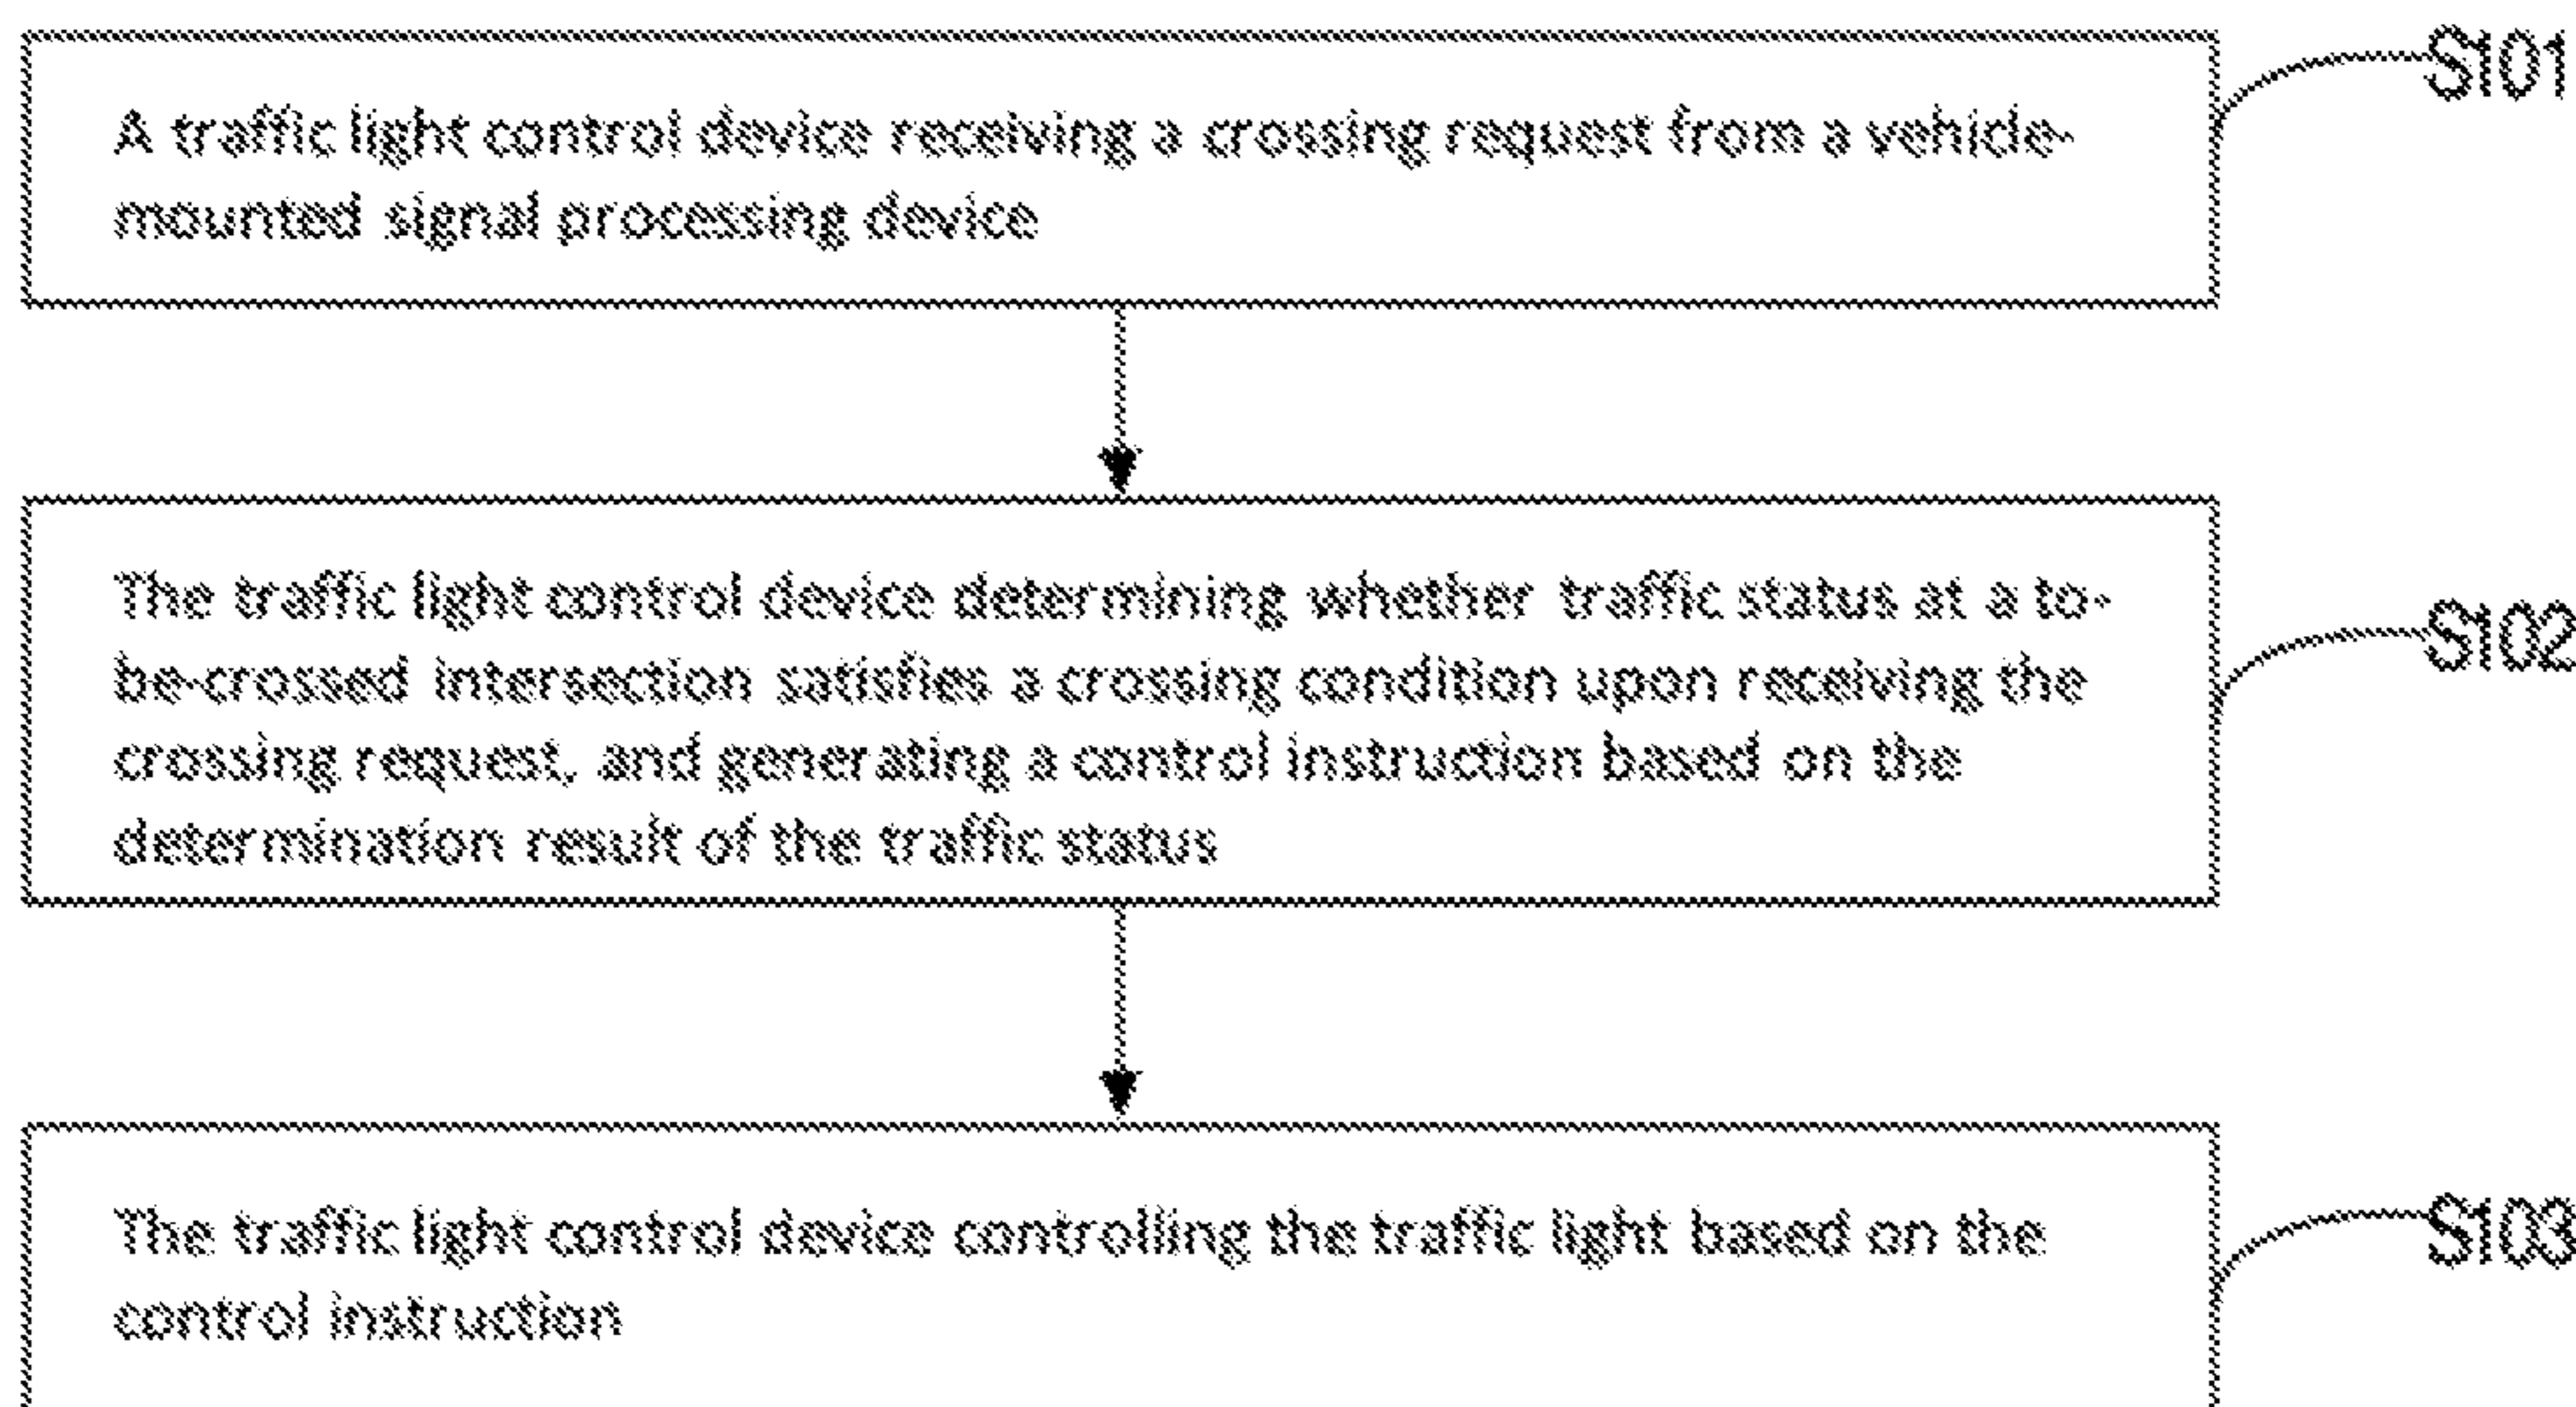 S101
A traffic light control device receiving a crossing request from a vehicle-
mounted signal processing device
The traffic light control device determining whether traffic status at a to-
be-crossed intersection satisfies a crossing condition upon receiving the
crossing request, and generating a control instruction based on the
determination result of the traffic status
S102
The traffic light control device controlling the traffic light based on the
control instruction
S103